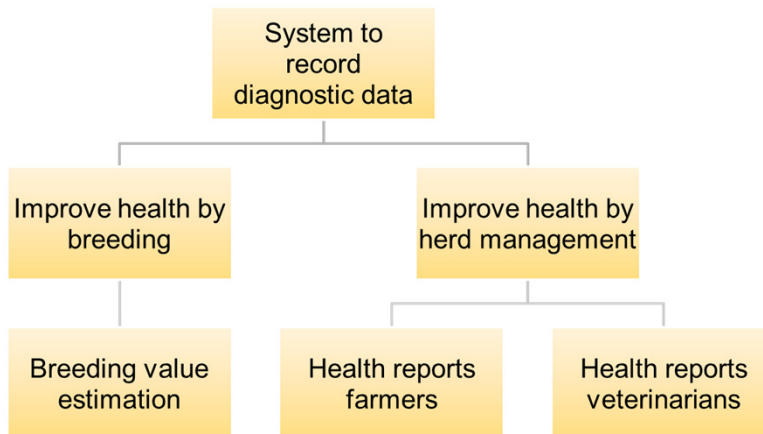 System to
record
diagnostic data
Improve health by
breeding
Improve health by
herd management
Breeding value
estimation
Health reports
farmers
Health reports
veterinarians